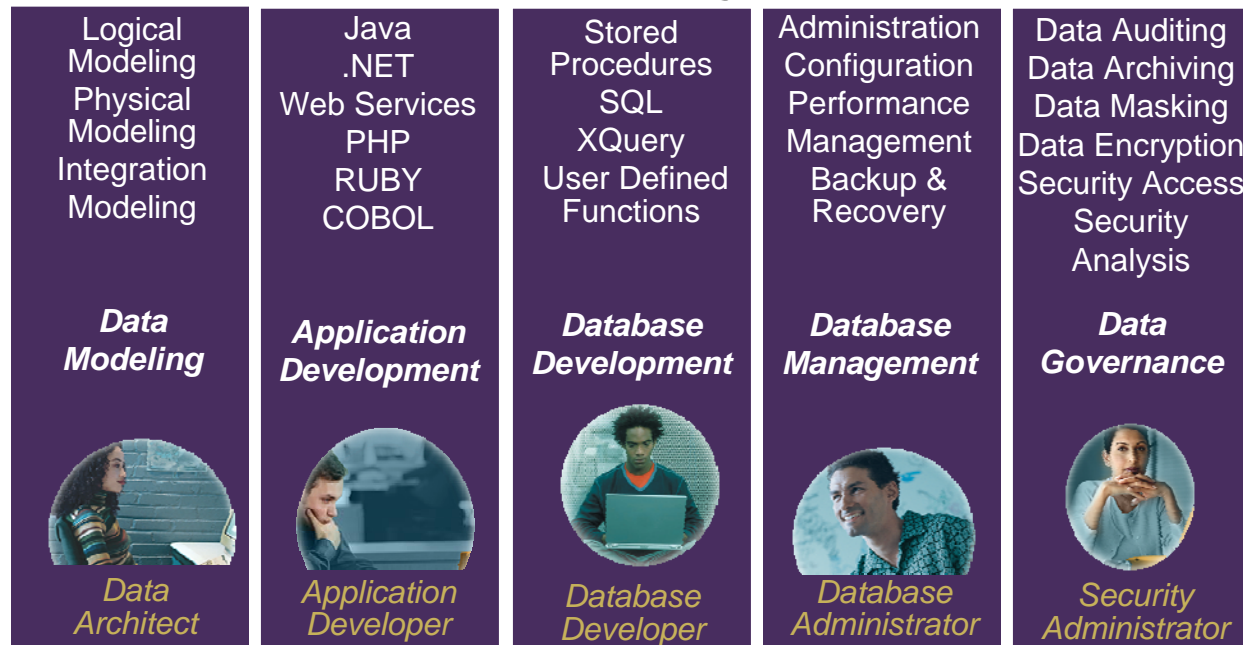 Logical
Modeling
Physical
Modeling
Integration
Modeling
Data
Modeling
Data
Architect
Java
.NET
Web Services
PHP
RUBY
COBOL
Application
Development
Application
Developer
Stored
Procedures
SQL
XQuery
User Defined
Functions
Database
Development
Database
Developer
Administration
Configuration
Performance
Management
Backup &
Recovery
Database
Management
Database
Administrator
Data Auditing
Data Archiving
Data Masking
Data Encryption
Security Access
Security
Analysis
Data
Governance
Security
Administrator